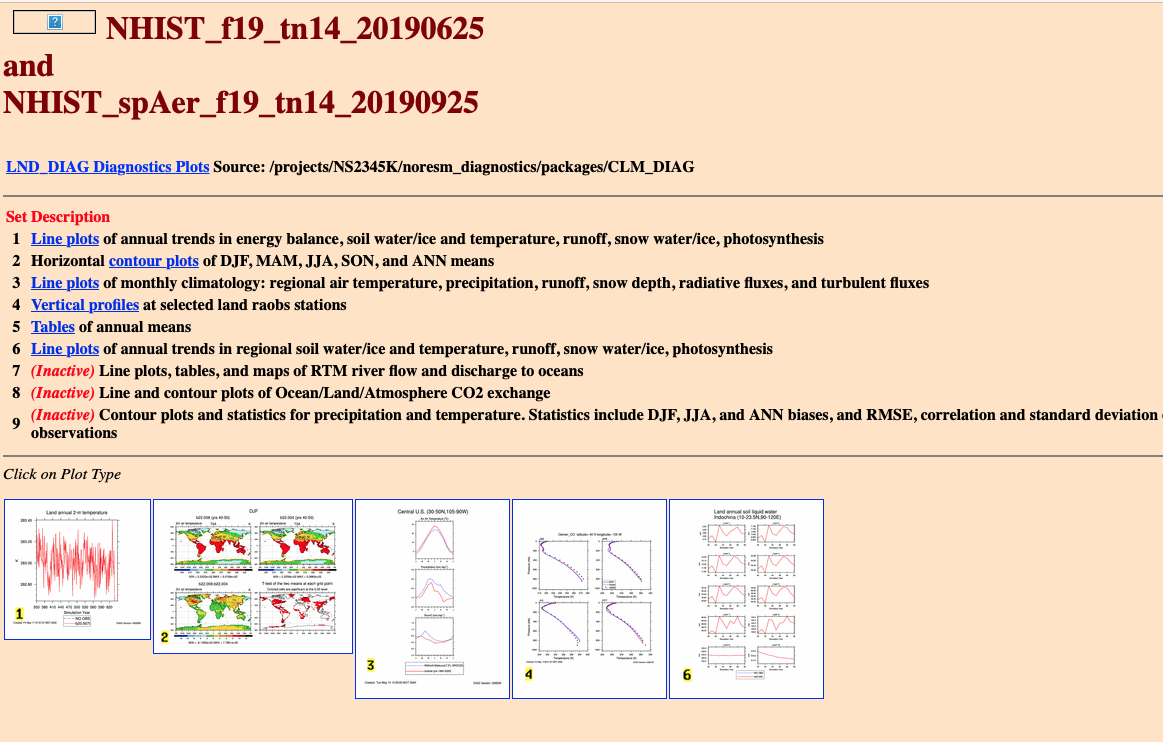 NHIST_f19_tn14_20190625
and
NHIST_spAer_f19_tn14_20190925
LND_DIAG Diagnostics Plots Source: /projects/NS2345K/noresm_diagnostics/packages/CLM_DIAG
Set Description
1 Line plots of annual trends in energy balance, soil water/ice and temperature, runoff, snow water/ice, photosynthesis
2 Horizontal contour plots of DJF, MAM, JJA, SON, and ANN means
3 Line plots of monthly climatology: regional air temperature, precipitation, runoff, snow depth, radiative fluxes, and turbulent fluxes
4 Vertical profiles at selected land raobs stations
5 Tables of annual means
6 Line plots of annual trends in regional soil water/ice and temperature, runoff, snow water/ice, photosynthesis
7 (Inactive) Line plots, tables, and maps of RTM river flow and discharge to oceans
8 (Inactive) Line and contour plots of Ocean/Land/Atmosphere CO2 exchange
9 (Inactive) Contour plots and statistics for precipitation and temperature. Statistics include DJF, JJA, and ANN biases, and RMSE, correlation and standard deviation
observations
Click on Plot Type
Land annual 2-m temperature
Simulation Year
NO OBS
1
DJF
2
Central U.S. (30-50N,105-90W)
3
4
Land annual soil liquid water
Indochina (10-23.5N,90-120E)
6